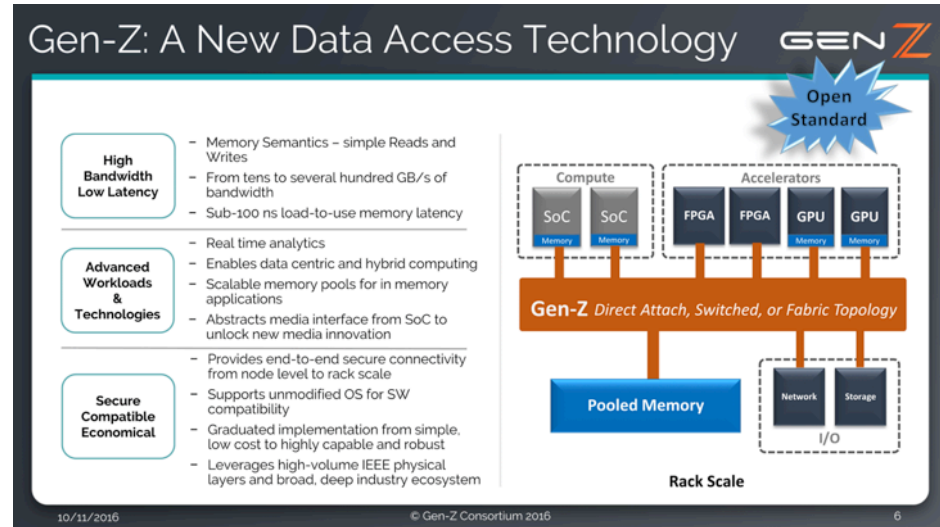 Gen-Z: A New Data Access Technology
GEN Z
Open
Standard
High
Bandwidth
Low Latency
– Memory Semantics – simple Reads and
Writes
– From tens to several hundred GB/s of
bandwidth
– Sub-100 ns load-to-use memory latency
Advanced
Workloads
&
Technologies
– Real time analytics
– Enables data centric and hybrid computing
– Scalable memory pools for in memory
applications
– Abstracts media interface from SoC to
unlock new media innovation
Secure
Compatible
Economical
– Provides end-to-end secure connectivity
from node level to rack scale
– Supports unmodified OS for SW
compatibility
– Graduated implementation from simple,
low cost to highly capable and robust
– Leverages high-volume IEEE physical
layers and broad, deep industry ecosystem
Compute
SoC
Memory
SoC
Memory
Accelerators
FPGA
FPGA
GPU
Memory
GPU
Memory
Gen-Z Direct Attach, Switched, or Fabric Topology
Pooled Memory
Network
Storage
I/O
Rack Scale
10/11/2016
© Gen-Z Consortium 2016
6